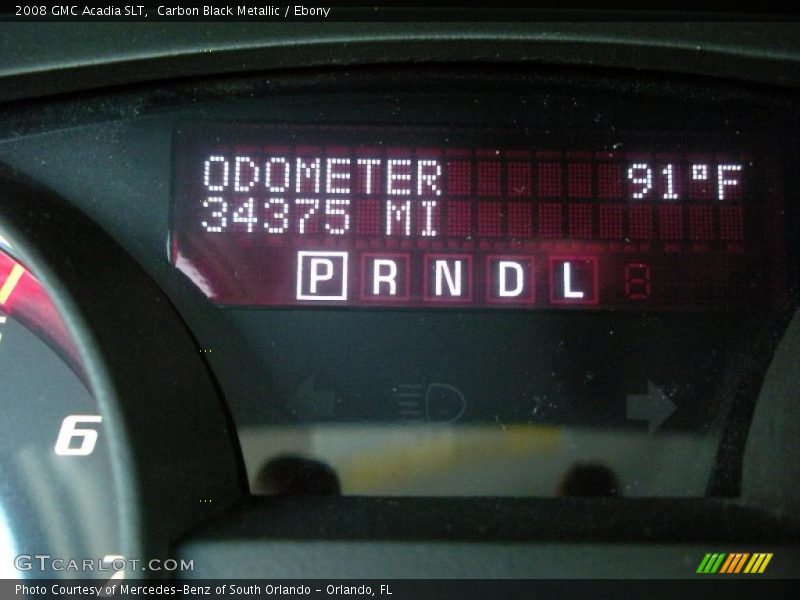 2008 GMC Acadia SLT,  Carbon Black Metallic / Ebony
ODOMETER 91°F
34375 MI
P R N D L
6
GTCARLOT.COM
Photo Courtesy of Mercedes-Benz of South Orlando - Orlando, FL